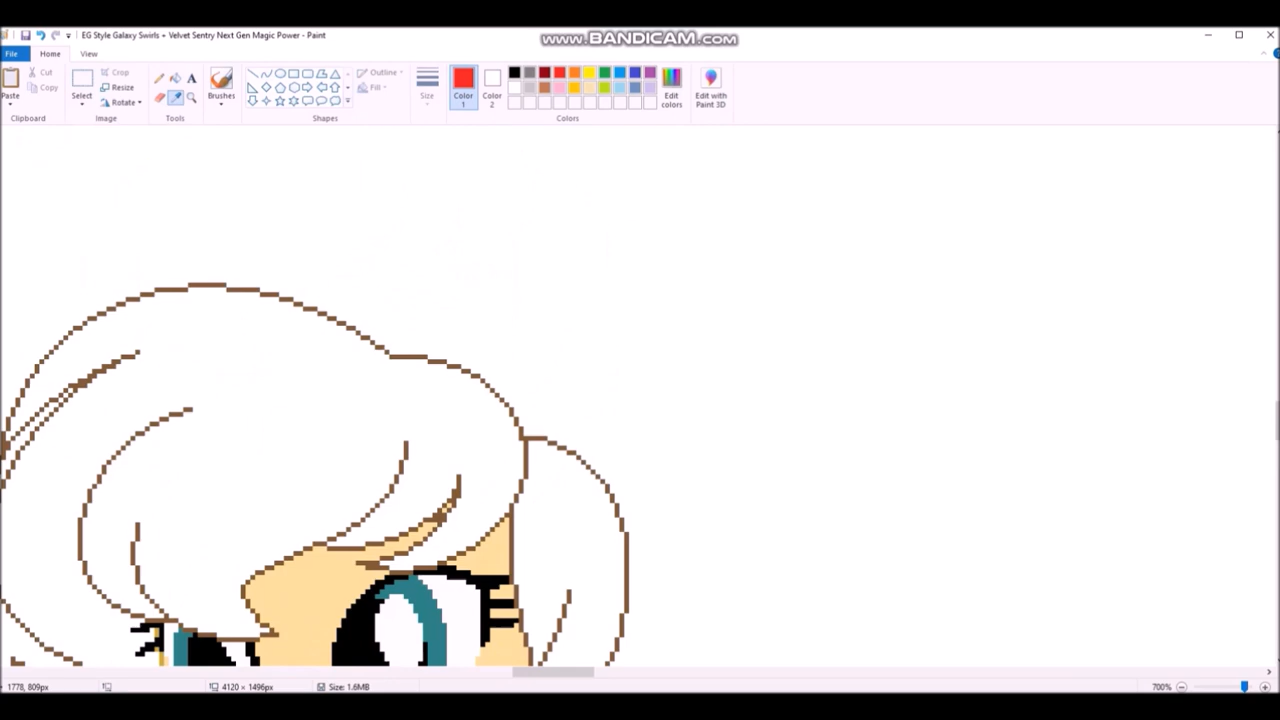 EG Style Galaxy Swirls + Velvet Sentry Next Gen Magic Power - Paint
www.BANDICAM.com
File Home View
Paste Cut Copy Clipboard
Select Crop Resize Rotate Image
A Tools
Brushes
Outline Fill Shapes
Size
Color 1 Color 2 Edit colors Colors
Edit with Paint 3D
1778, 809px 4120 × 1496px Size: 1.6MB 700%